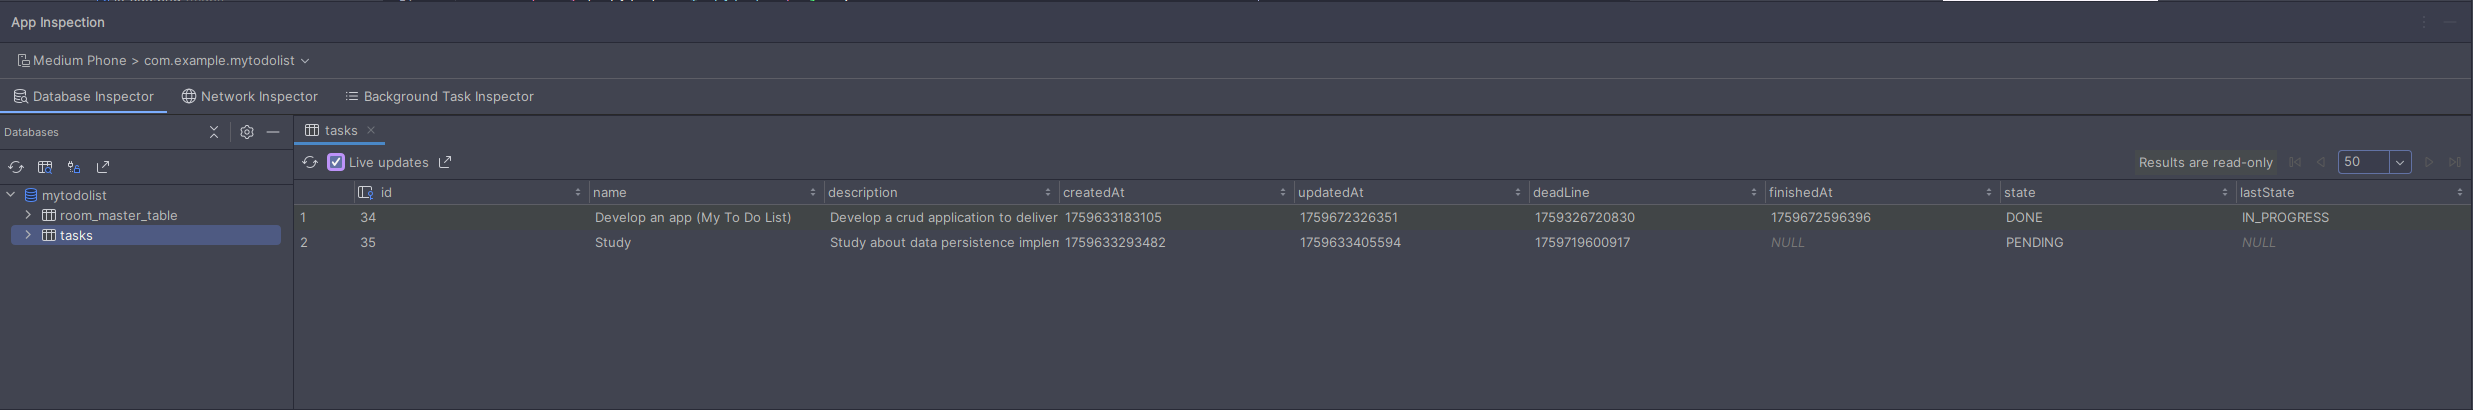 App Inspection
Medium Phone > com.example.mytodolist
Database Inspector Network Inspector Background Task Inspector
Databases
tasks
Live updates
Results are read-only 50
mytodolist
room_master_table
tasks
id name description createdAt updatedAt deadLine finishedAt state lastState
1 34 Develop an app (My To Do List) Develop a crud application to deliver 1759633183105 1759672326351 1759326720830 1759672596396 DONE IN_PROGRESS
2 35 Study Study about data persistence 1759633293482 1759633405594 1759719600917 NULL PENDING NULL